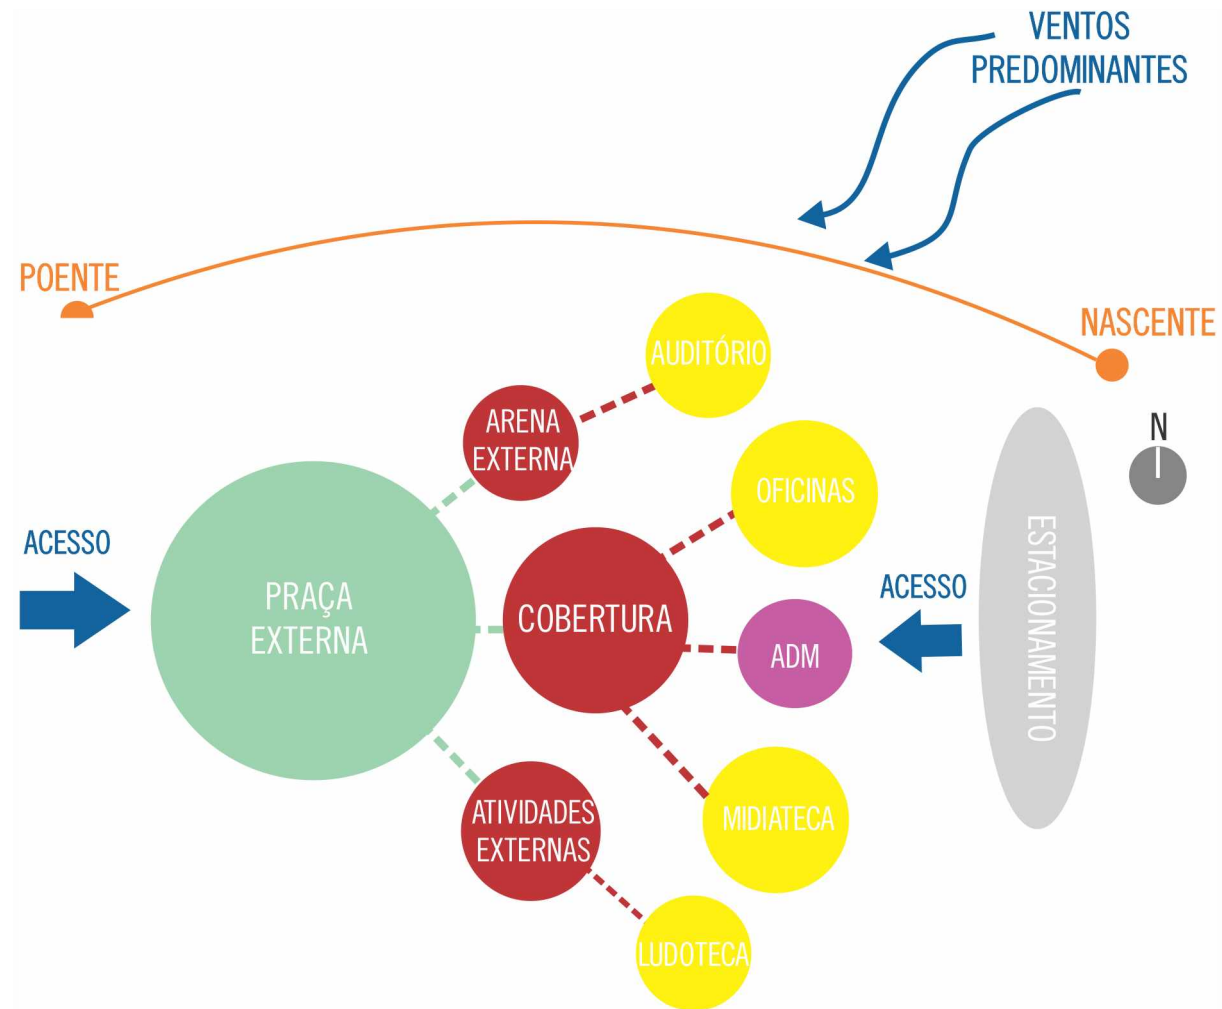 VENTOS
PREDOMINANTES
POENTE
NASCENTE
AUDITÓRIO
ARENA
EXTERNA
N
OFICINAS
ACESSO
PRAÇA
EXTERNA
COBERTURA
ADM
ACESSO
ESTACIONAMENTO
ATIVIDADES
EXTERNAS
MIDIATECA
LUDOTECA